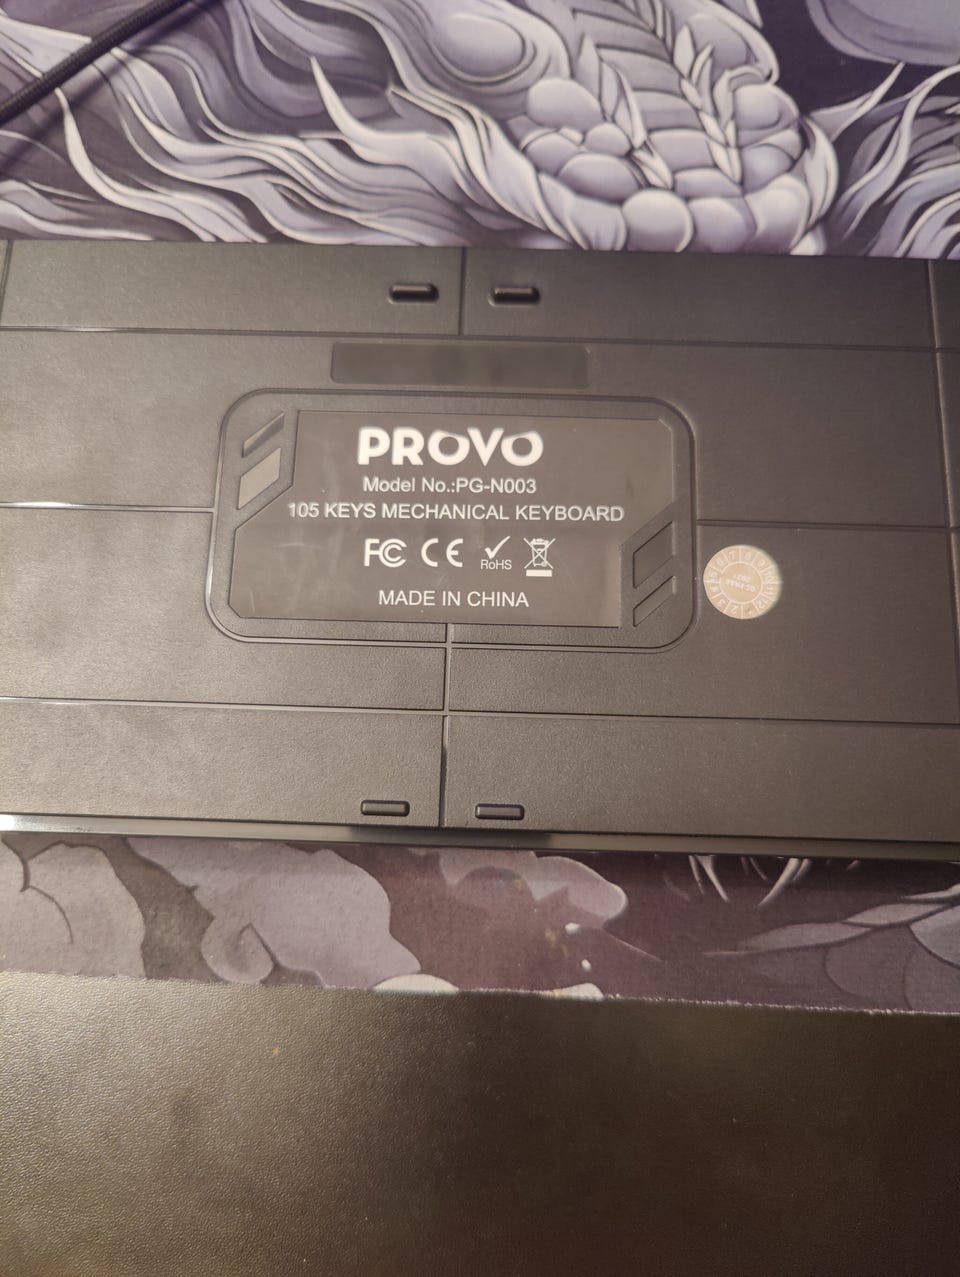 PROVO
Model No.:PG-N003
105 KEYS MECHANICAL KEYBOARD
FC CE RoHS
MADE IN CHINA